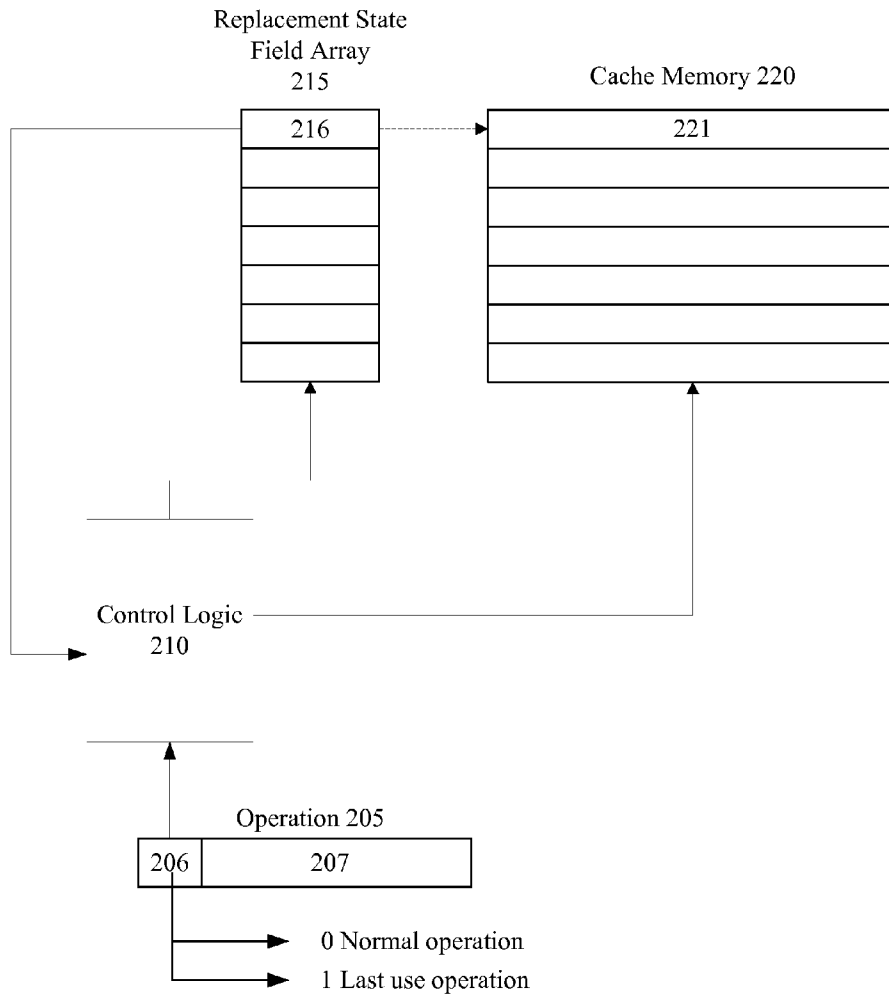 Replacement State
Field Array
215
Cache Memory 220
216
221
Control Logic
210
Operation 205
206
207
0 Normal operation
1 Last use operation